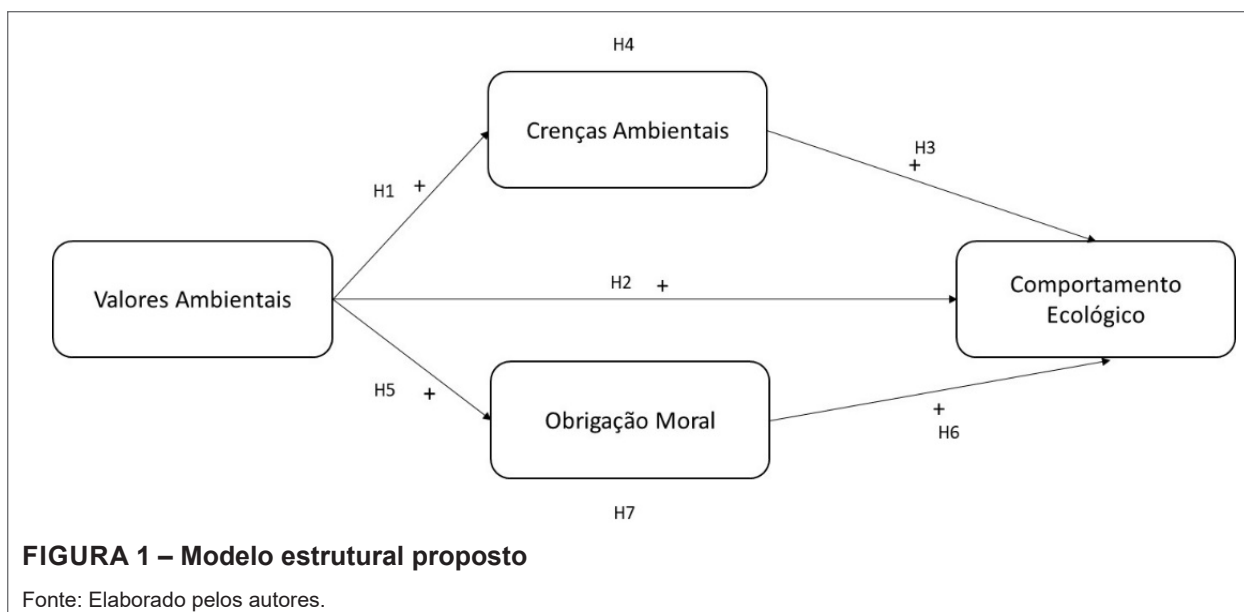 H4
Crenças Ambientais
H3
+
H1 +
Valores Ambientais
H2 +
Comportamento
Ecológico
H5 +
Obrigação Moral
+
H6
H7
FIGURA 1 – Modelo estrutural proposto
Fonte: Elaborado pelos autores.